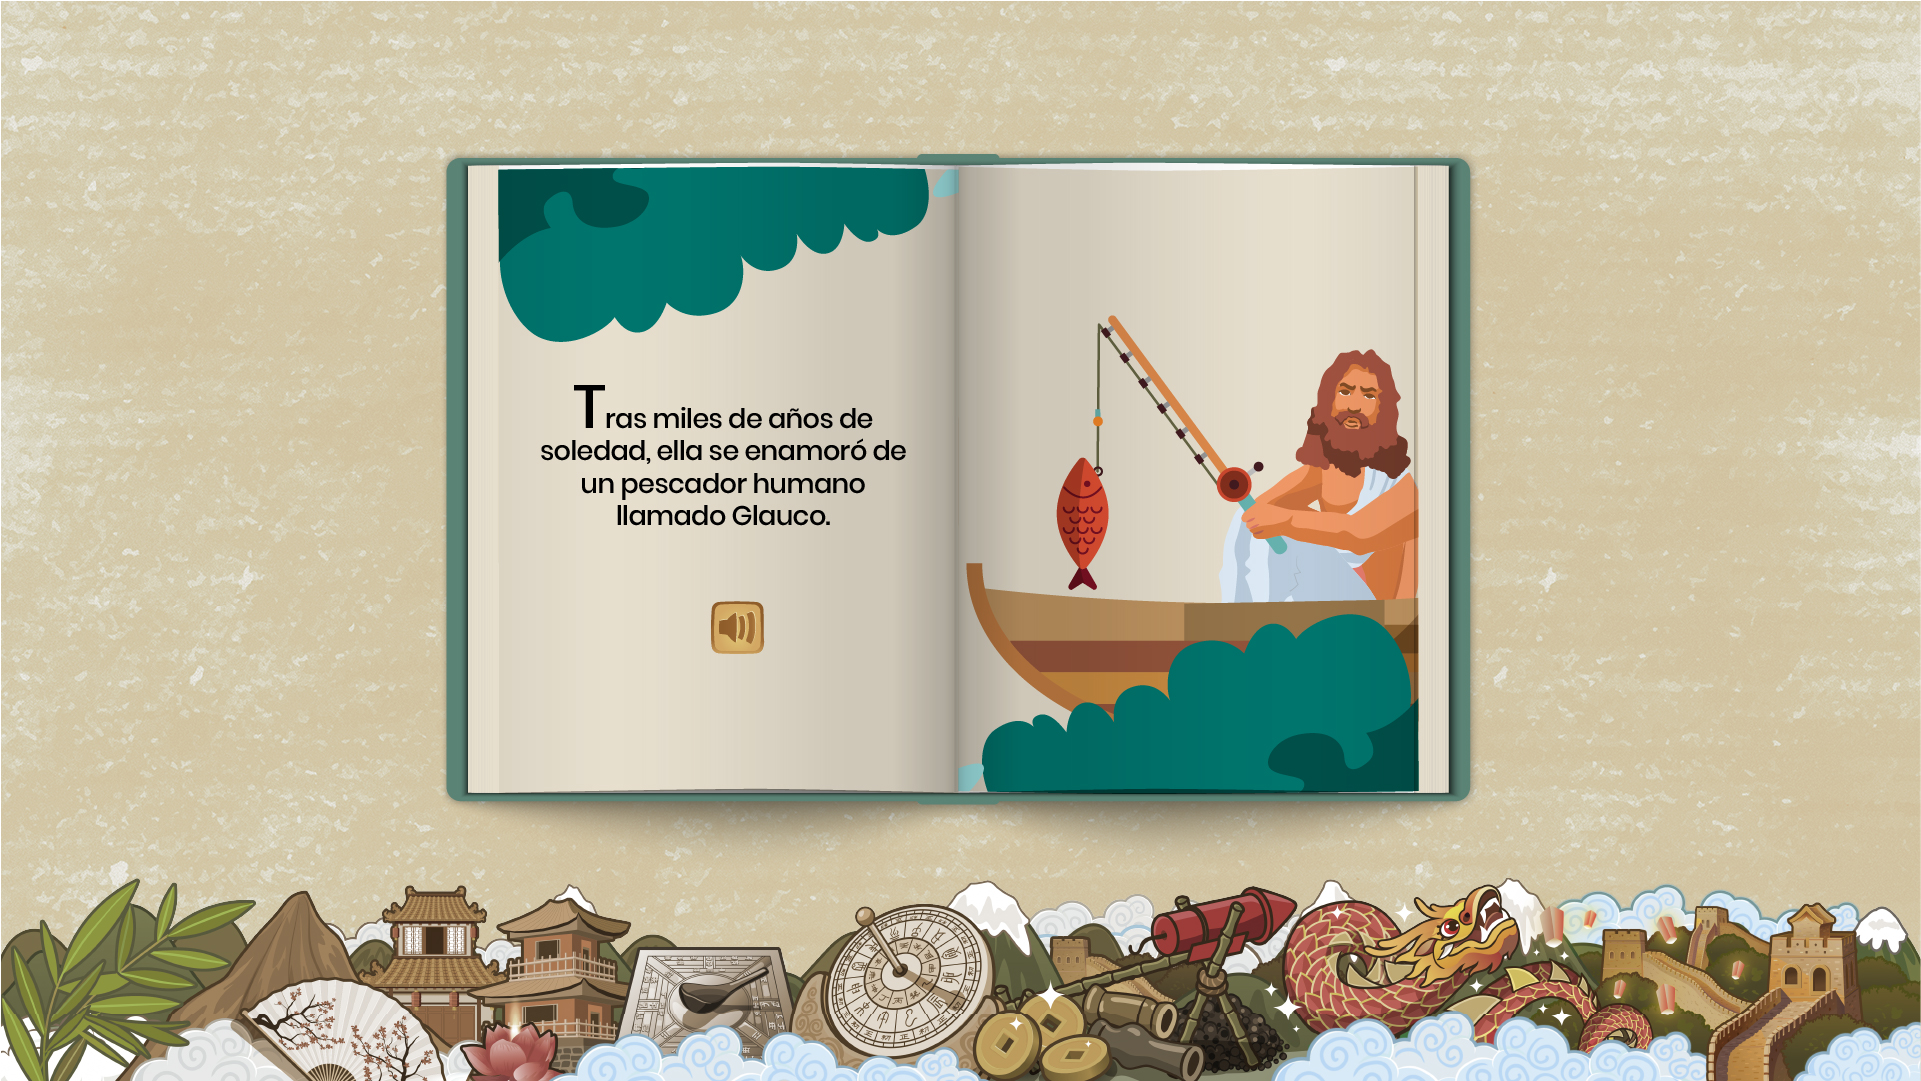 Tras miles de años de
soledad, ella se enamoró de
un pescador humano
llamado Glauco.